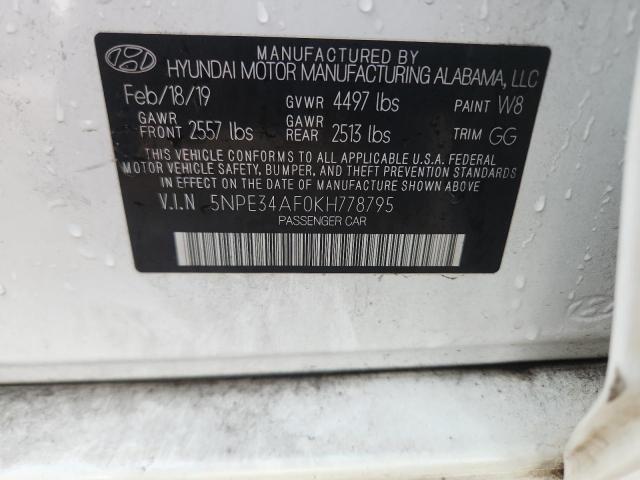 MANUFACTURED BY
HYUNDAI MOTOR MANUFACTURING ALABAMA, LLC
Feb/18/19 GVWR 4497 lbs PAINT W8
GAWR FRONT 2557 lbs GAWR REAR 2513 lbs TRIM GG
THIS VEHICLE CONFORMS TO ALL APPLICABLE U.S.A. FEDERAL
MOTOR VEHICLE SAFETY, BUMPER, AND THEFT PREVENTION STANDARDS
IN EFFECT ON THE DATE OF MANUFACTURE SHOWN ABOVE
V.I.N 5NPE34AF0KH778795
PASSENGER CAR